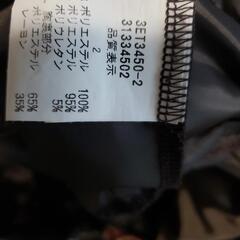 3ET3450-2
31334502
品質表示
2
ポリエステル 100%
ポリエステル 95%
ポリウレタン 5%
ポリエステル 65%
レーヨン 35%